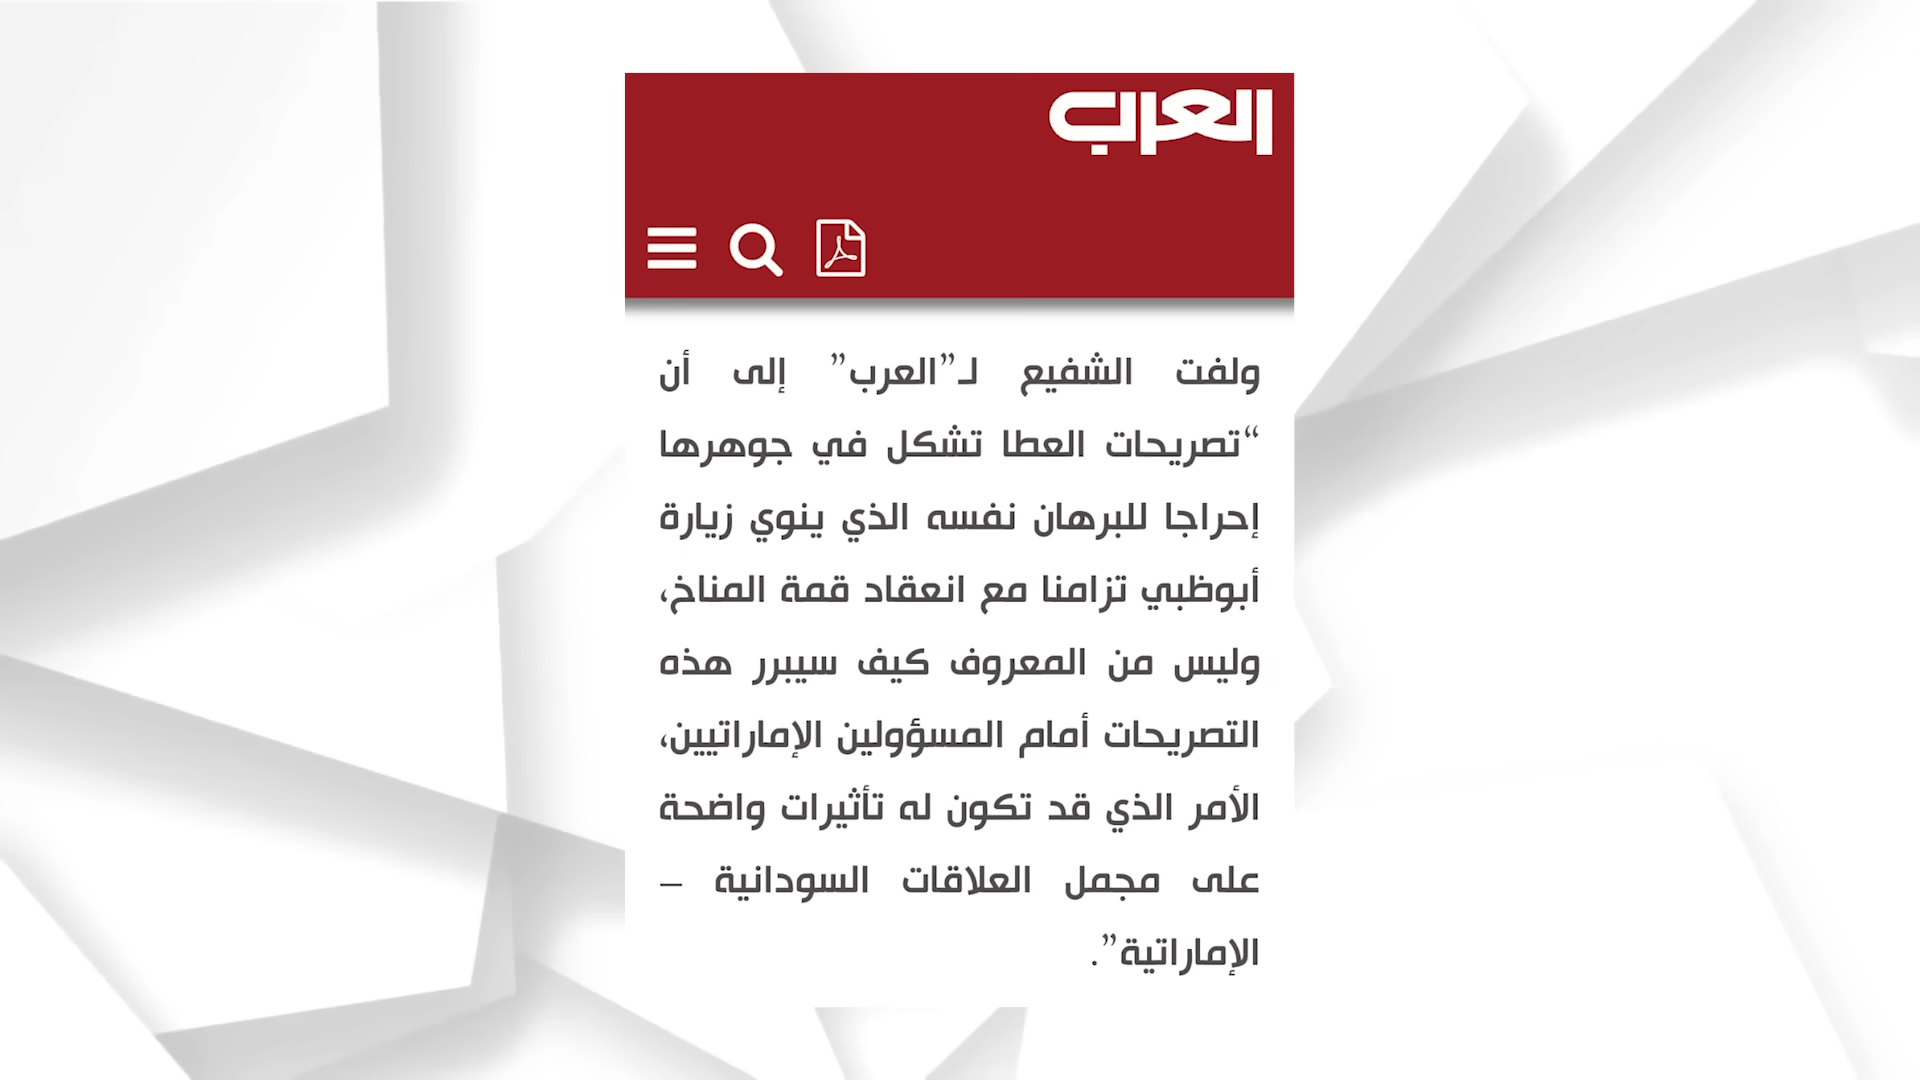 العرب
ولفت الشفيع لـ”العرب” إلى أن
“تصريحات العطا تشكل في جوهرها
إحراجا للبرهان نفسه الذي ينوي زيارة
أبوظبي تزامنا مع انعقاد قمة المناخ،
وليس من المعروف كيف سيبرر هذه
التصريحات أمام المسؤولين الإماراتيين،
الأمر الذي قد تكون له تأثيرات واضحة
على مجمل العلاقات السودانية –
الإماراتية”.